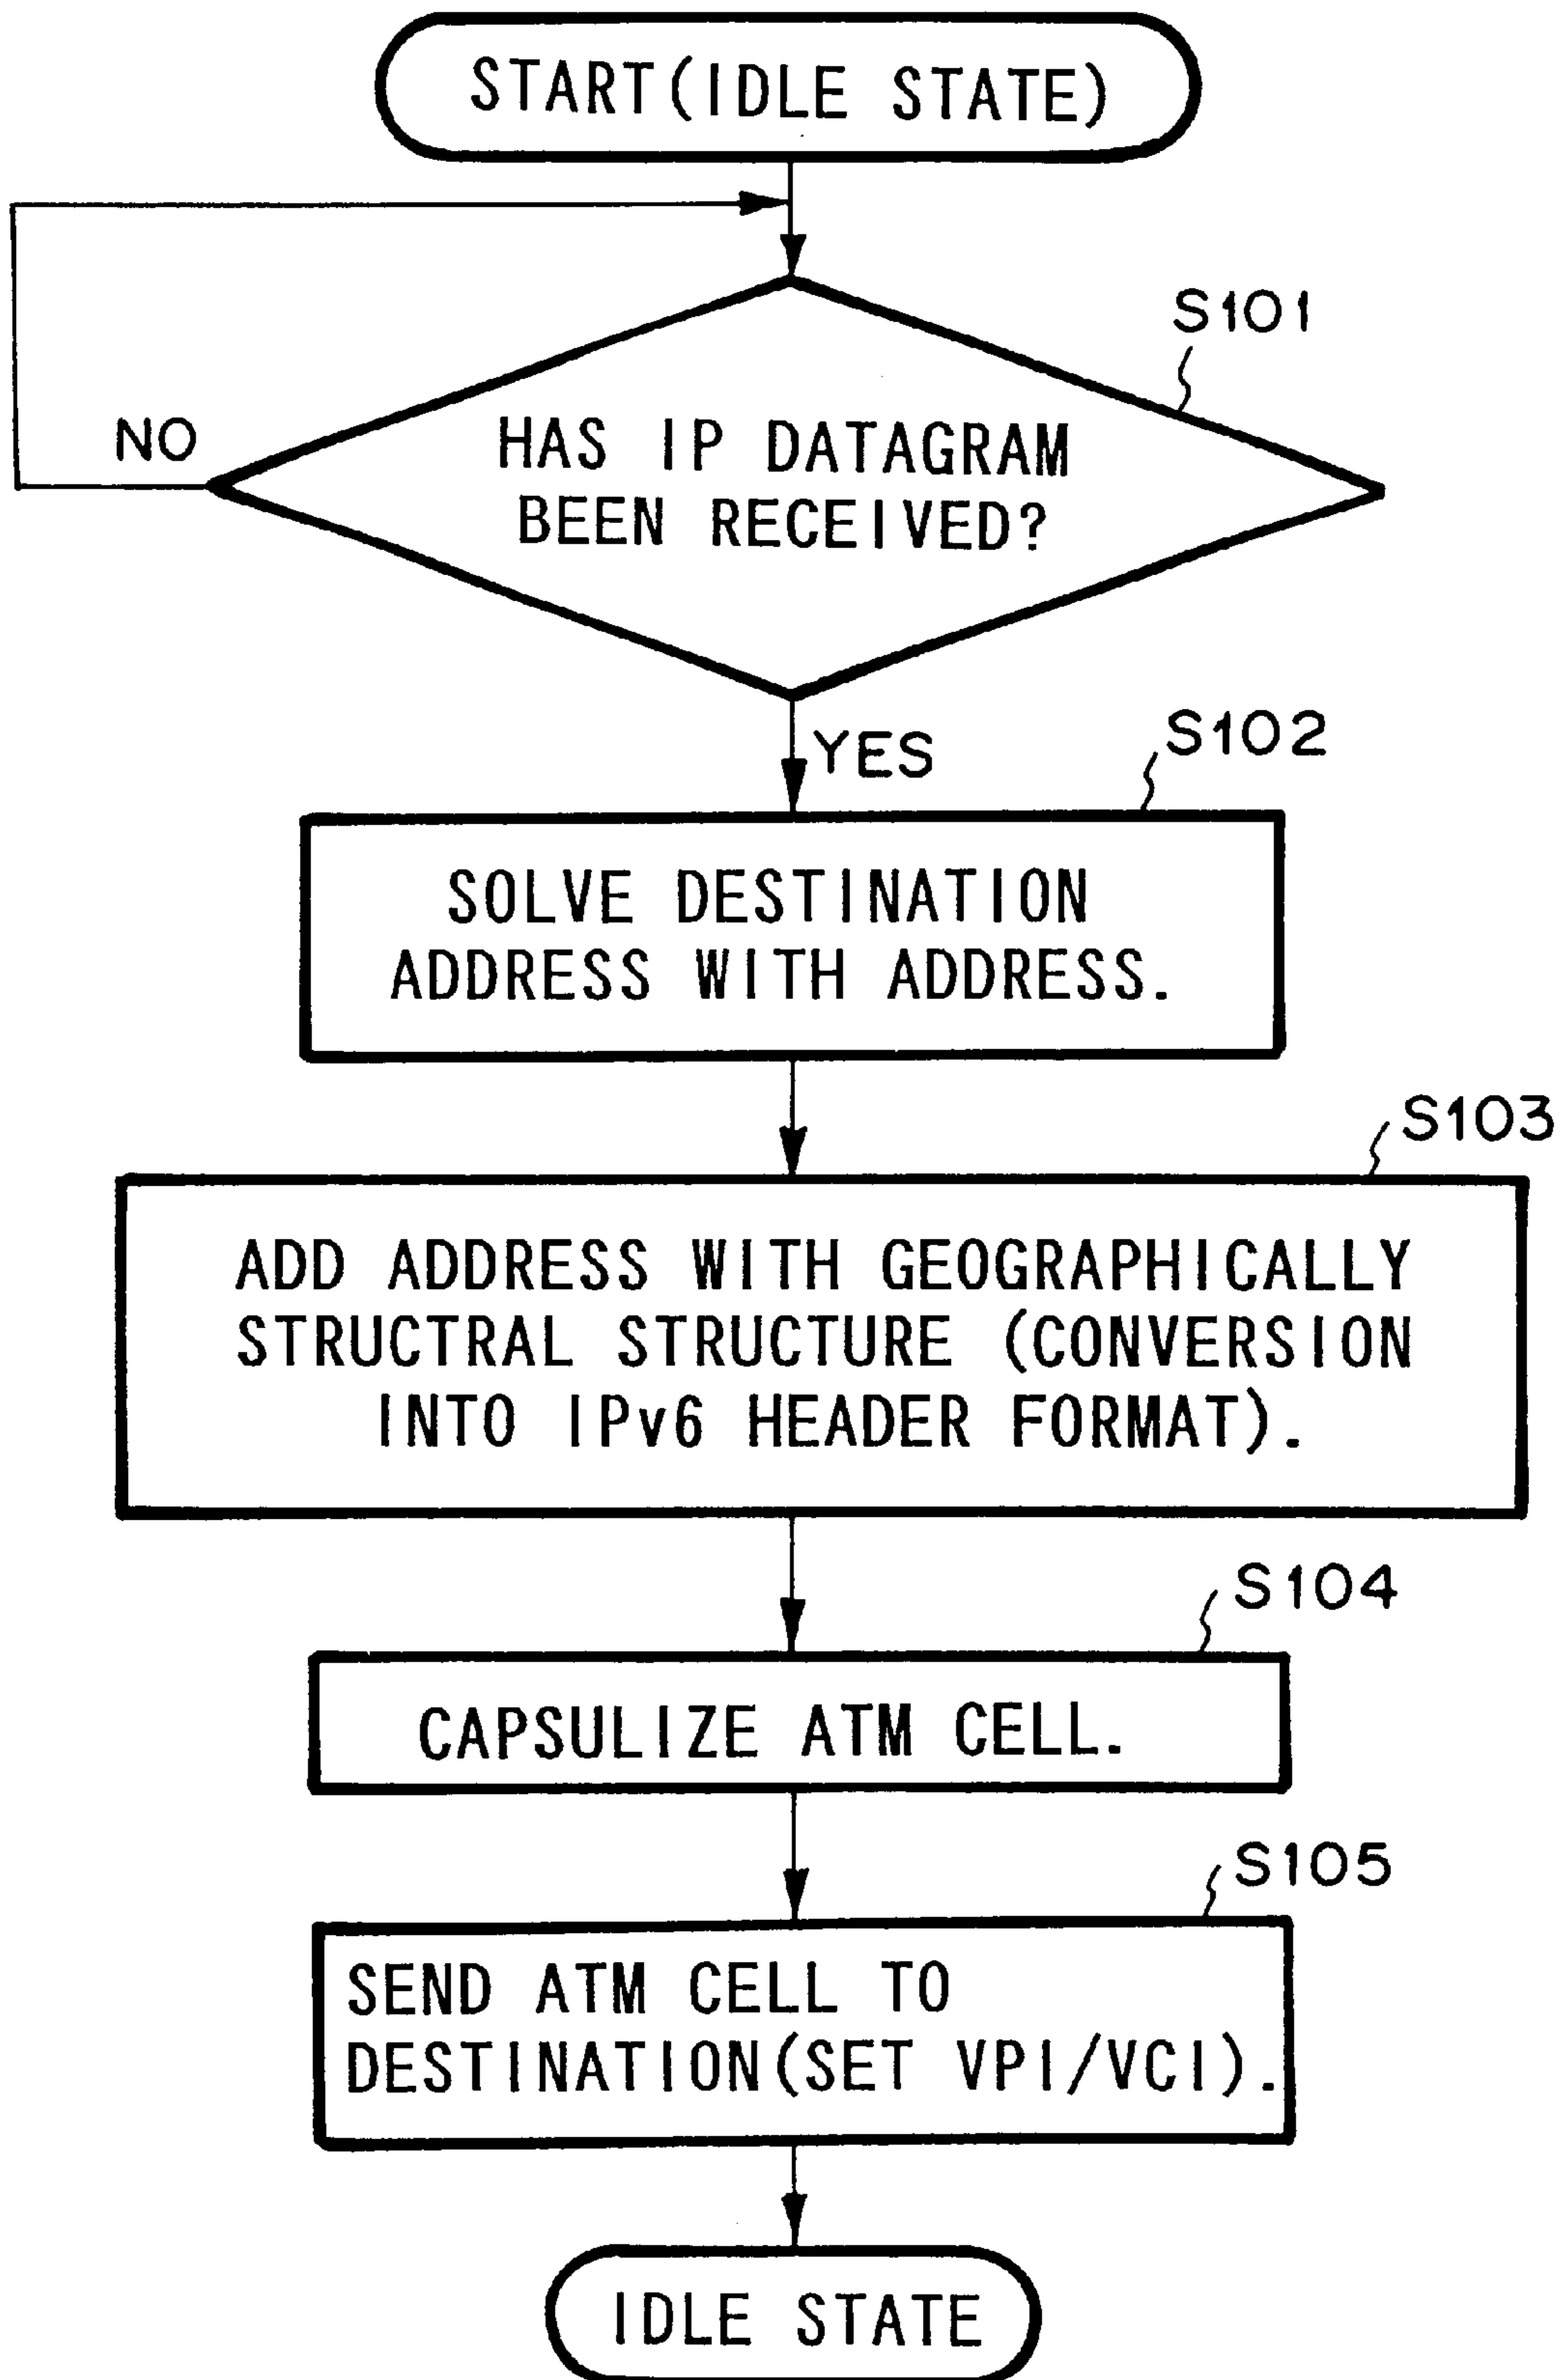 START(IDLE STATE)
S101
NO
HAS IP DATAGRAM
BEEN RECEIVED?
YES
S102
SOLVE DESTINATION
ADDRESS WITH ADDRESS.
S103
ADD ADDRESS WITH GEOGRAPHICALLY
STRUCTRAL STRUCTURE (CONVERSION
INTO IPv6 HEADER FORMAT).
S104
CAPSULIZE ATM CELL.
S105
SEND ATM CELL TO
DESTINATION(SET VPI/VCI).
IDLE STATE